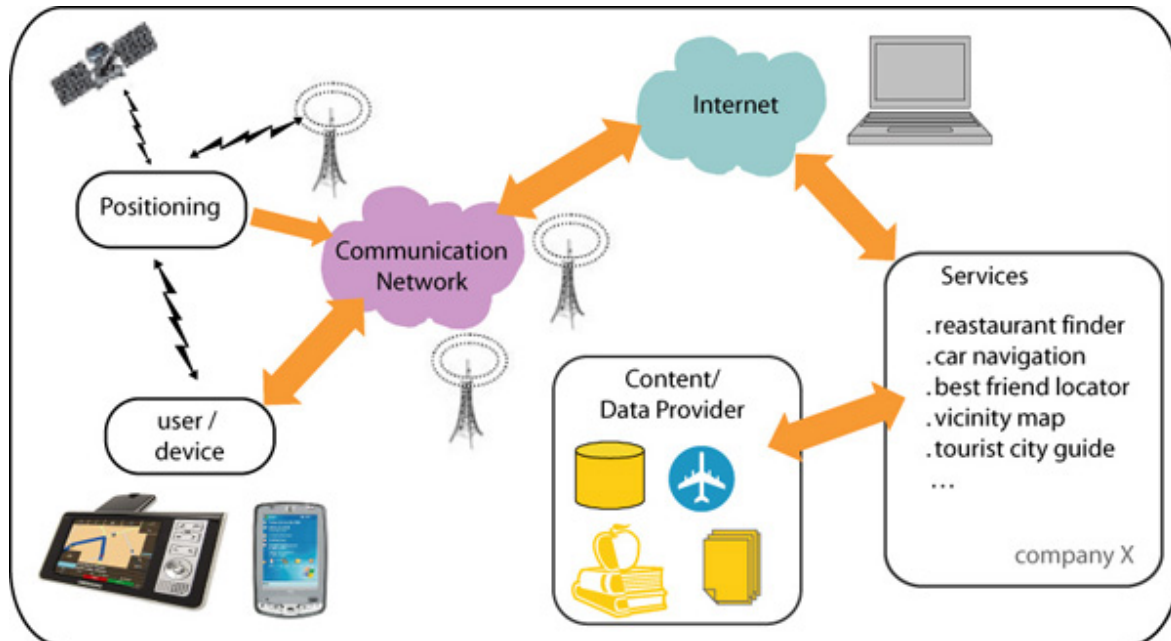 Internet
Positioning
Communication
Network
Services
.reastaurant finder
.car navigation
.best friend locator
.vicinity map
.tourist city guide
...
company X
Content/
Data Provider
user /
device